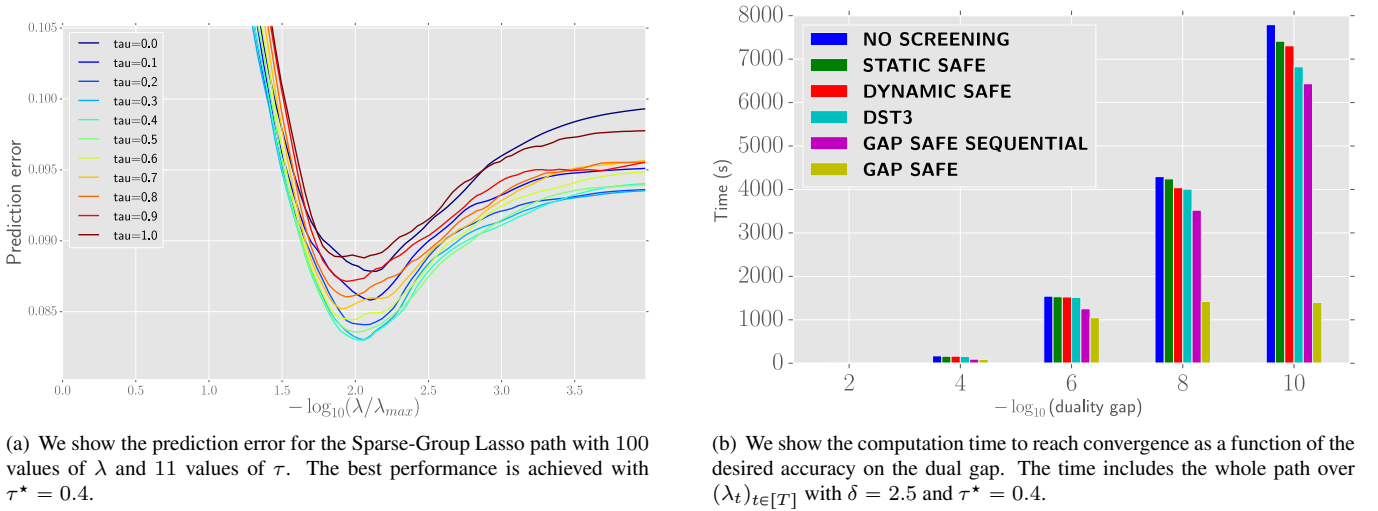 0.105
0.100
0.095
0.090
0.085
Prediction error
tau=0.0
tau=0.1
tau=0.2
tau=0.3
tau=0.4
tau=0.5
tau=0.6
tau=0.7
tau=0.8
tau=0.9
tau=1.0
0.0 0.5 1.0 1.5 2.0 2.5 3.0 3.5
− log₁₀(λ/λₘₐₓ)
(a) We show the prediction error for the Sparse-Group Lasso path with 100
values of λ and 11 values of τ. The best performance is achieved with
τ⋆ = 0.4.
8000
7000
6000
5000
4000
3000
2000
1000
0
Time (s)
NO SCREENING
STATIC SAFE
DYNAMIC SAFE
DST3
GAP SAFE SEQUENTIAL
GAP SAFE
2 4 6 8 10
− log₁₀(duality gap)
(b) We show the computation time to reach convergence as a function of the
desired accuracy on the dual gap. The time includes the whole path over
(λₜ)ₜ∈[T] with δ = 2.5 and τ⋆ = 0.4.